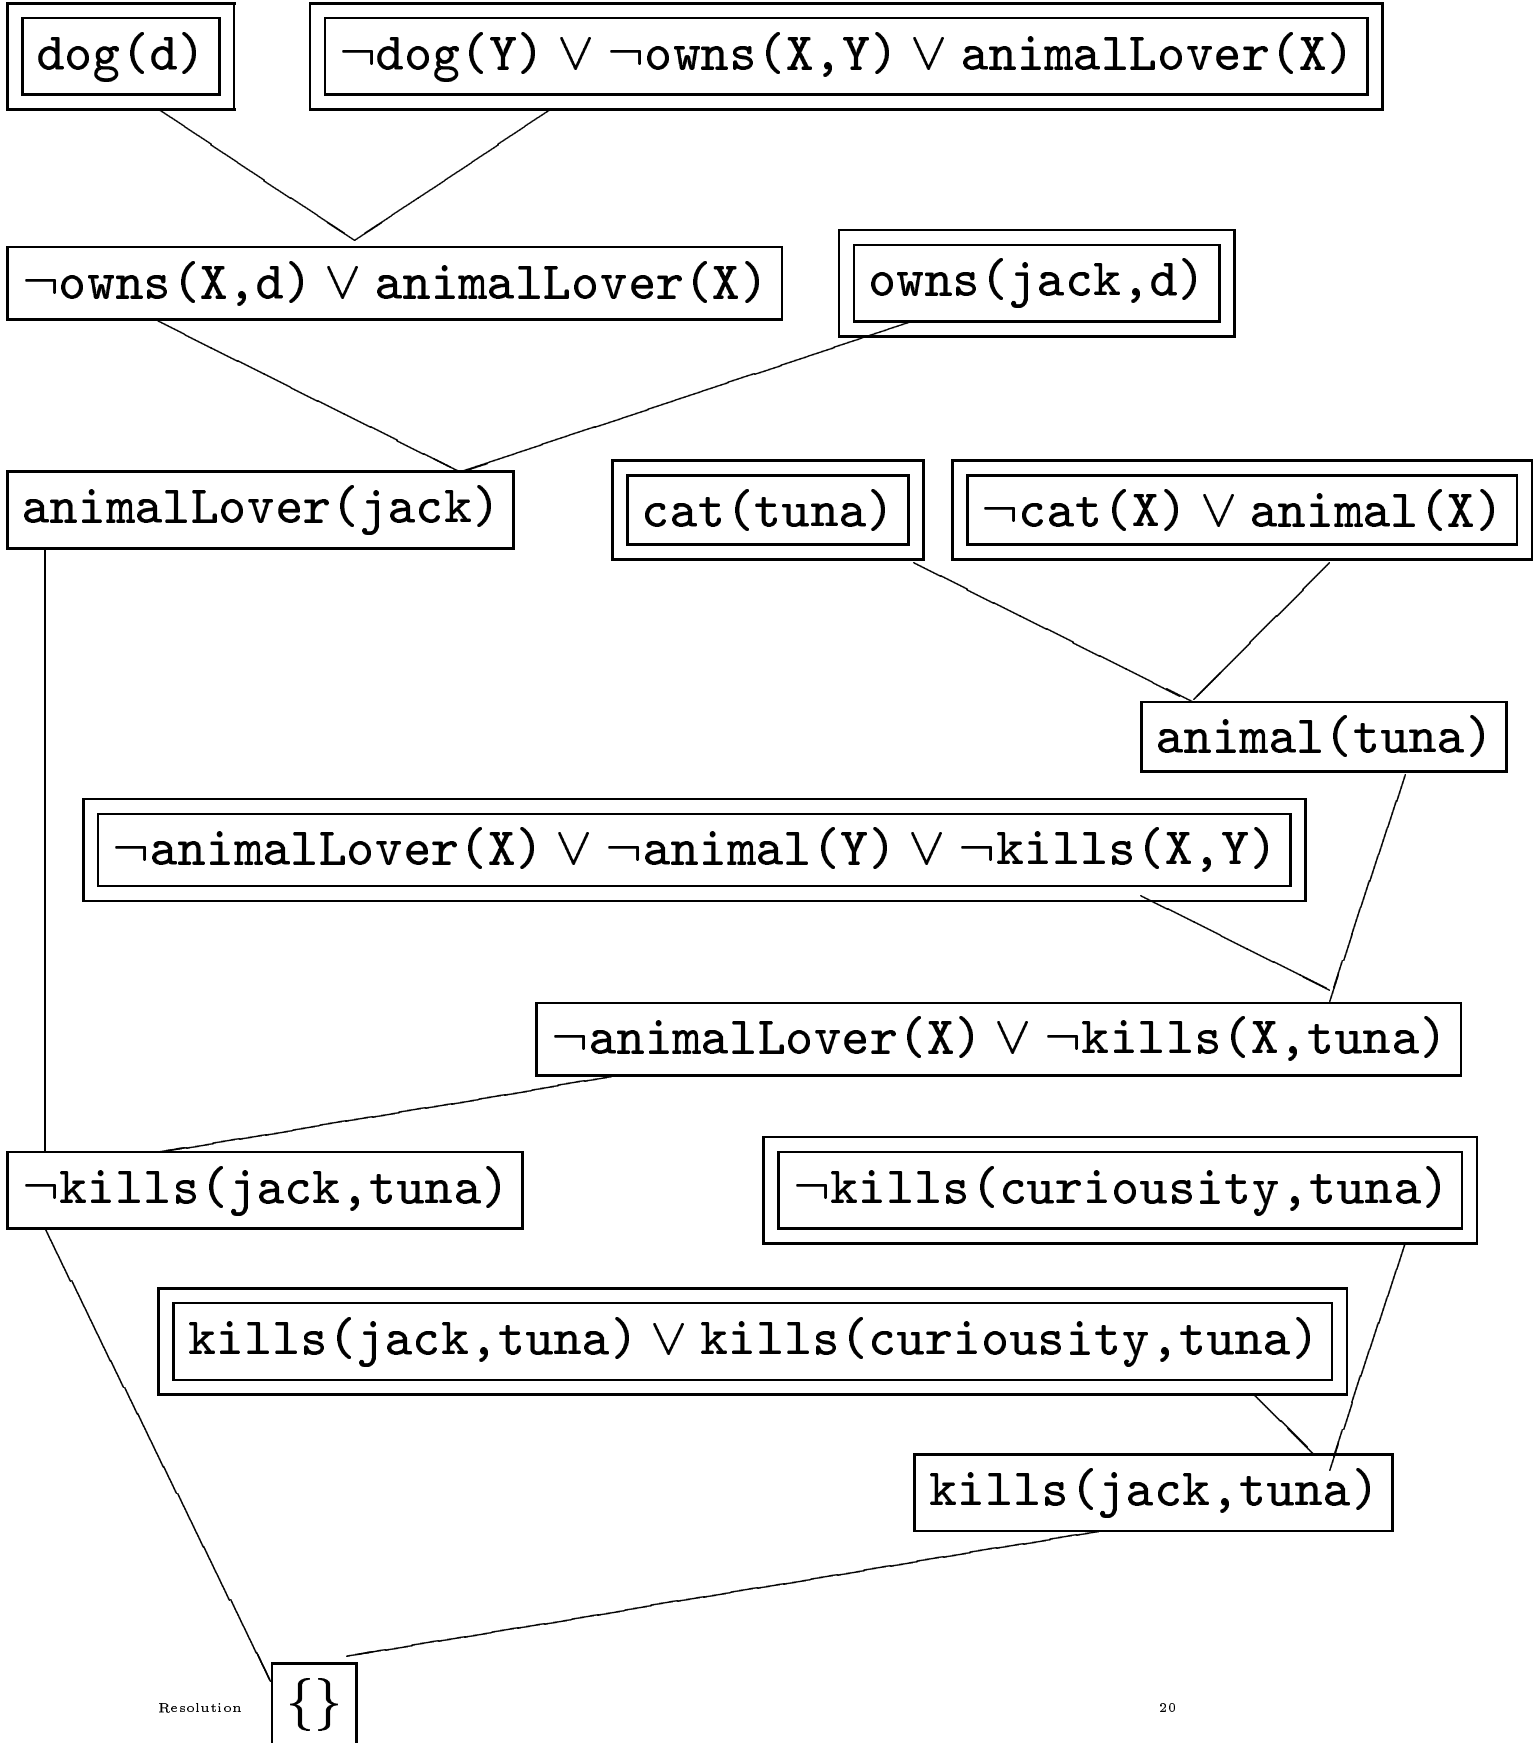 dog(d) ¬dog(Y) ∨ ¬owns(X,Y) ∨ animalLover(X)
¬owns(X,d) ∨ animalLover(X) owns(jack,d)
animalLover(jack) cat(tuna) ¬cat(X) ∨ animal(X)
animal(tuna)
¬animalLover(X) ∨ ¬animal(Y) ∨ ¬kills(X,Y)
¬animalLover(X) ∨ ¬kills(X,tuna)
¬kills(jack,tuna) ¬kills(curiousity,tuna)
kills(jack,tuna) ∨ kills(curiousity,tuna)
kills(jack,tuna)
{}
Resolution 20